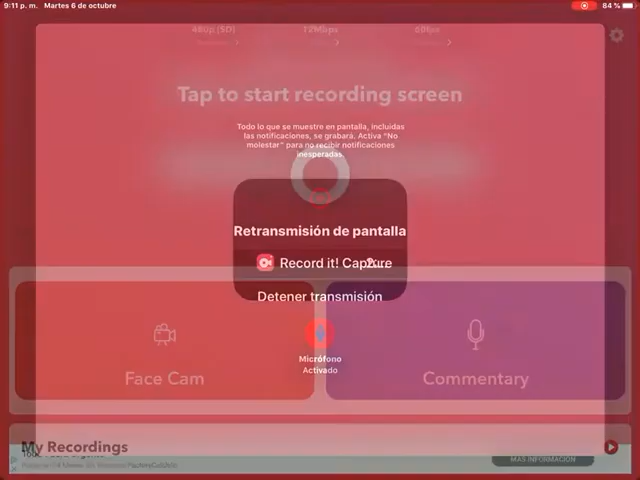 9:11 p. m. Martes 6 de octubre
84 %
480p (SD)
12Mbps
60fps
Tap to start recording screen
Todo lo que se muestre en pantalla, incluidas
las notificaciones, se grabará. Activa “No
molestar” para no recibir notificaciones
inesperadas.
Retransmisión de pantalla
Record it! Capture
Detener transmisión
Micrófono
Activado
Face Cam
Commentary
My Recordings
MÁS INFORMACIÓN